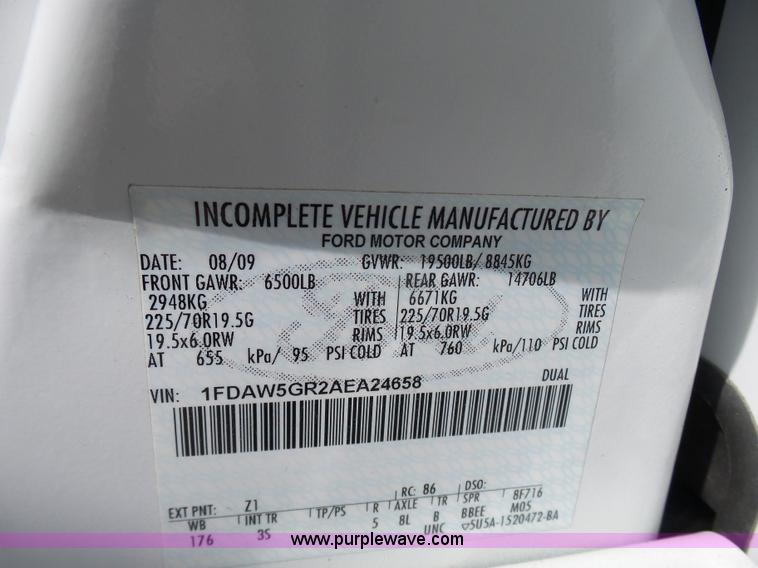 INCOMPLETE VEHICLE MANUFACTURED BY
FORD MOTOR COMPANY
DATE: 08/09 GVWR: 19500LB/ 8845KG
FRONT GAWR: 6500LB REAR GAWR: 14706LB
2948KG WITH 6671KG WITH
225/70R19.5G TIRES 225/70R19.5G TIRES
19.5x6.0RW RIMS 19.5x6.0RW RIMS
AT 655 kPa/ 95 PSI COLD AT 760 kPa/110 PSI COLD
VIN: 1FDAW5GR2AEA24658 DUAL
EXT PNT: Z1 RC: 86 DSO:
WB INT TR TP/PS R AXLE TR SPR 8F716
176 3S 5 8L B BBEE M05
UNC ▽5U5A-1520472-BA
www.purplewave.com